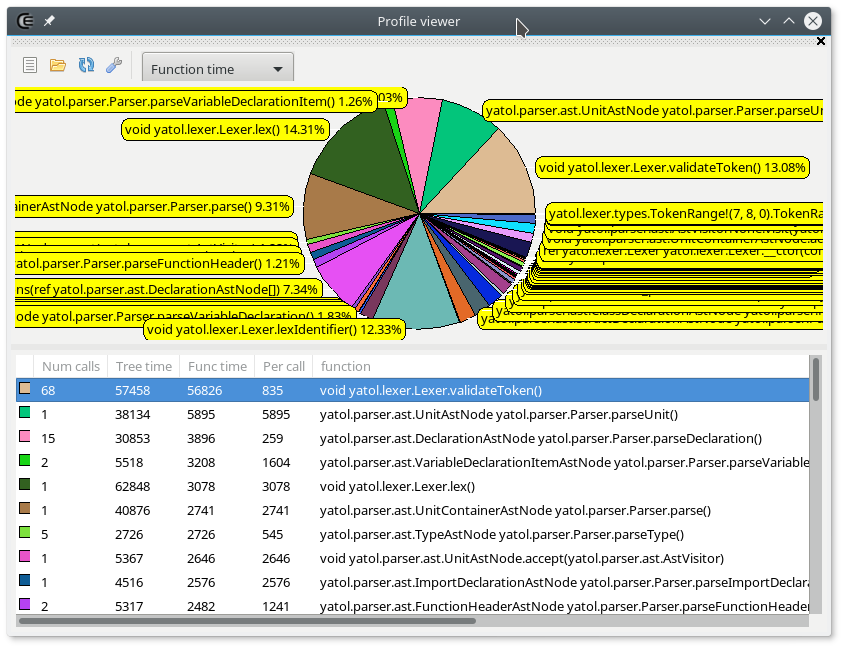 Profile viewer
Function time
ode yatol.parser.Parser.parseVariableDeclarationItem() 1.26%
03%
yatol.parser.ast.UnitAstNode yatol.parser.Parser.parseUn
void yatol.lexer.Lexer.lex() 14.31%
void yatol.lexer.Lexer.validateToken() 13.08%
ainerAstNode yatol.parser.Parser.parse() 9.31%
yatol.lexer.types.TokenRange!(7, 8, 0).TokenRa
atol.parser.Parser.parseFunctionHeader() 1.21%
ns(ref yatol.parser.ast.DeclarationAstNode[]) 7.34%
ode yatol.parser.Parser.parseVariableDeclaration() 1.83%
void yatol.lexer.Lexer.lexIdentifier() 12.33%
Num calls Tree time Func time Per call function
68 57458 56826 835 void yatol.lexer.Lexer.validateToken()
1 38134 5895 5895 yatol.parser.ast.UnitAstNode yatol.parser.Parser.parseUnit()
15 30853 3896 259 yatol.parser.ast.DeclarationAstNode yatol.parser.Parser.parseDeclaration()
2 5518 3208 1604 yatol.parser.ast.VariableDeclarationItemAstNode yatol.parser.Parser.parseVariable
1 62848 3078 3078 void yatol.lexer.Lexer.lex()
1 40876 2741 2741 yatol.parser.ast.UnitContainerAstNode yatol.parser.Parser.parse()
5 2726 2726 545 yatol.parser.ast.TypeAstNode yatol.parser.Parser.parseType()
1 5367 2646 2646 void yatol.parser.ast.UnitAstNode.accept(yatol.parser.ast.AstVisitor)
1 4516 2576 2576 yatol.parser.ast.ImportDeclarationAstNode yatol.parser.Parser.parseImportDeclara
2 5317 2482 1241 yatol.parser.ast.FunctionHeaderAstNode yatol.parser.Parser.parseFunctionHeader